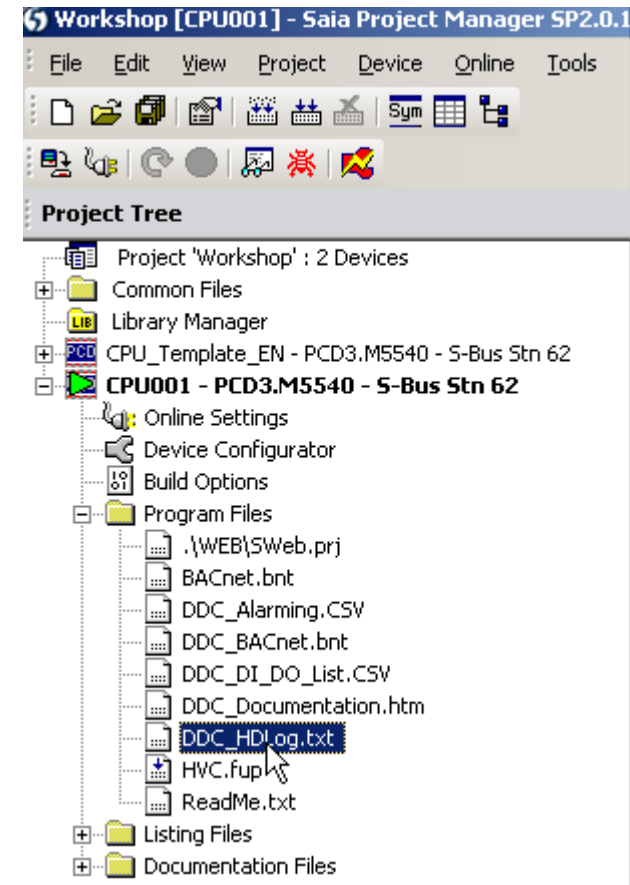 Workshop [CPU001] - Saia Project Manager SP2.0.1
File Edit View Project Device Online Tools
Sym
Project Tree
Project 'Workshop' : 2 Devices
Common Files
LIB Library Manager
PCD CPU_Template_EN - PCD3.M5540 - S-Bus Stn 62
CPU001 - PCD3.M5540 - S-Bus Stn 62
Online Settings
Device Configurator
Build Options
Program Files
.\WEB\SWeb.prj
BACnet.bnt
DDC_Alarming.CSV
DDC_BACnet.bnt
DDC_DI_DO_List.CSV
DDC_Documentation.htm
DDC_HDLog.txt
HVC.fup
ReadMe.txt
Listing Files
Documentation Files